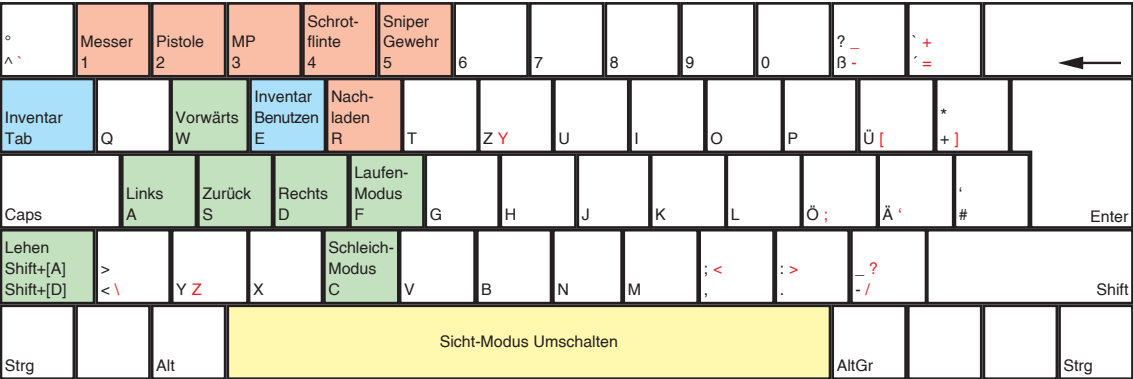 ° Messer Pistole MP Schrot- Sniper ? _ ` +
flinte Gewehr
^ ` 1 2 3 4 5 6 7 8 9 0 ß - ´ =
Inventar Vorwärts Inventar Nach- *
Benutzen laden
Tab Q W E R T Z Y U I O P Ü [ + ]
Links Zurück Rechts Laufen- ‘
Modus
Caps A S D F G H J K L Ö ; Ä ‘ # Enter
Lehen > Schleich- ; < : > _ ?
Shift+[A] Modus
Shift+[D] < \ Y Z X C V B N M , . - / Shift
Sicht-Modus Umschalten
Strg Alt AltGr Strg